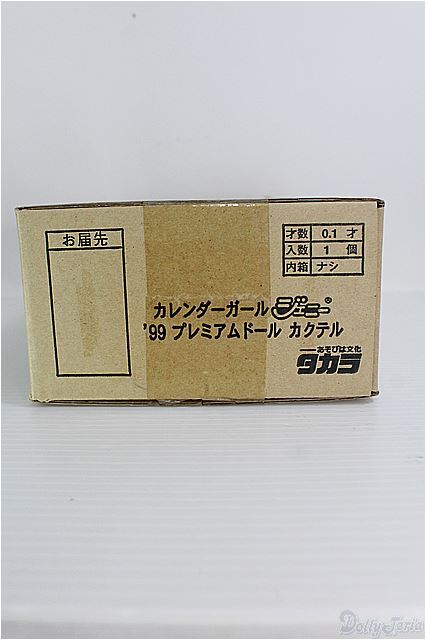 お届先
才数 0.1 才
入数 1 個
内箱 ナシ
カレンダーガール ジェニー®
'99 プレミアムドール カクテル
あそびは文化
タカラ
DollyTeria